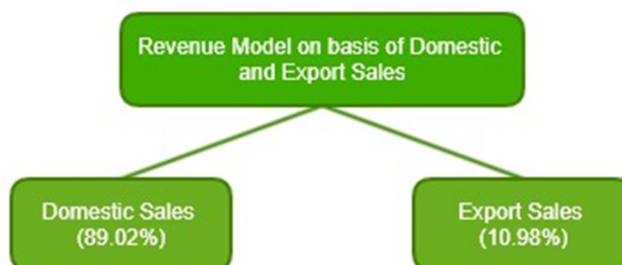 Revenue Model on basis of Domestic
and Export Sales
Domestic Sales
(89.02%)
Export Sales
(10.98%)